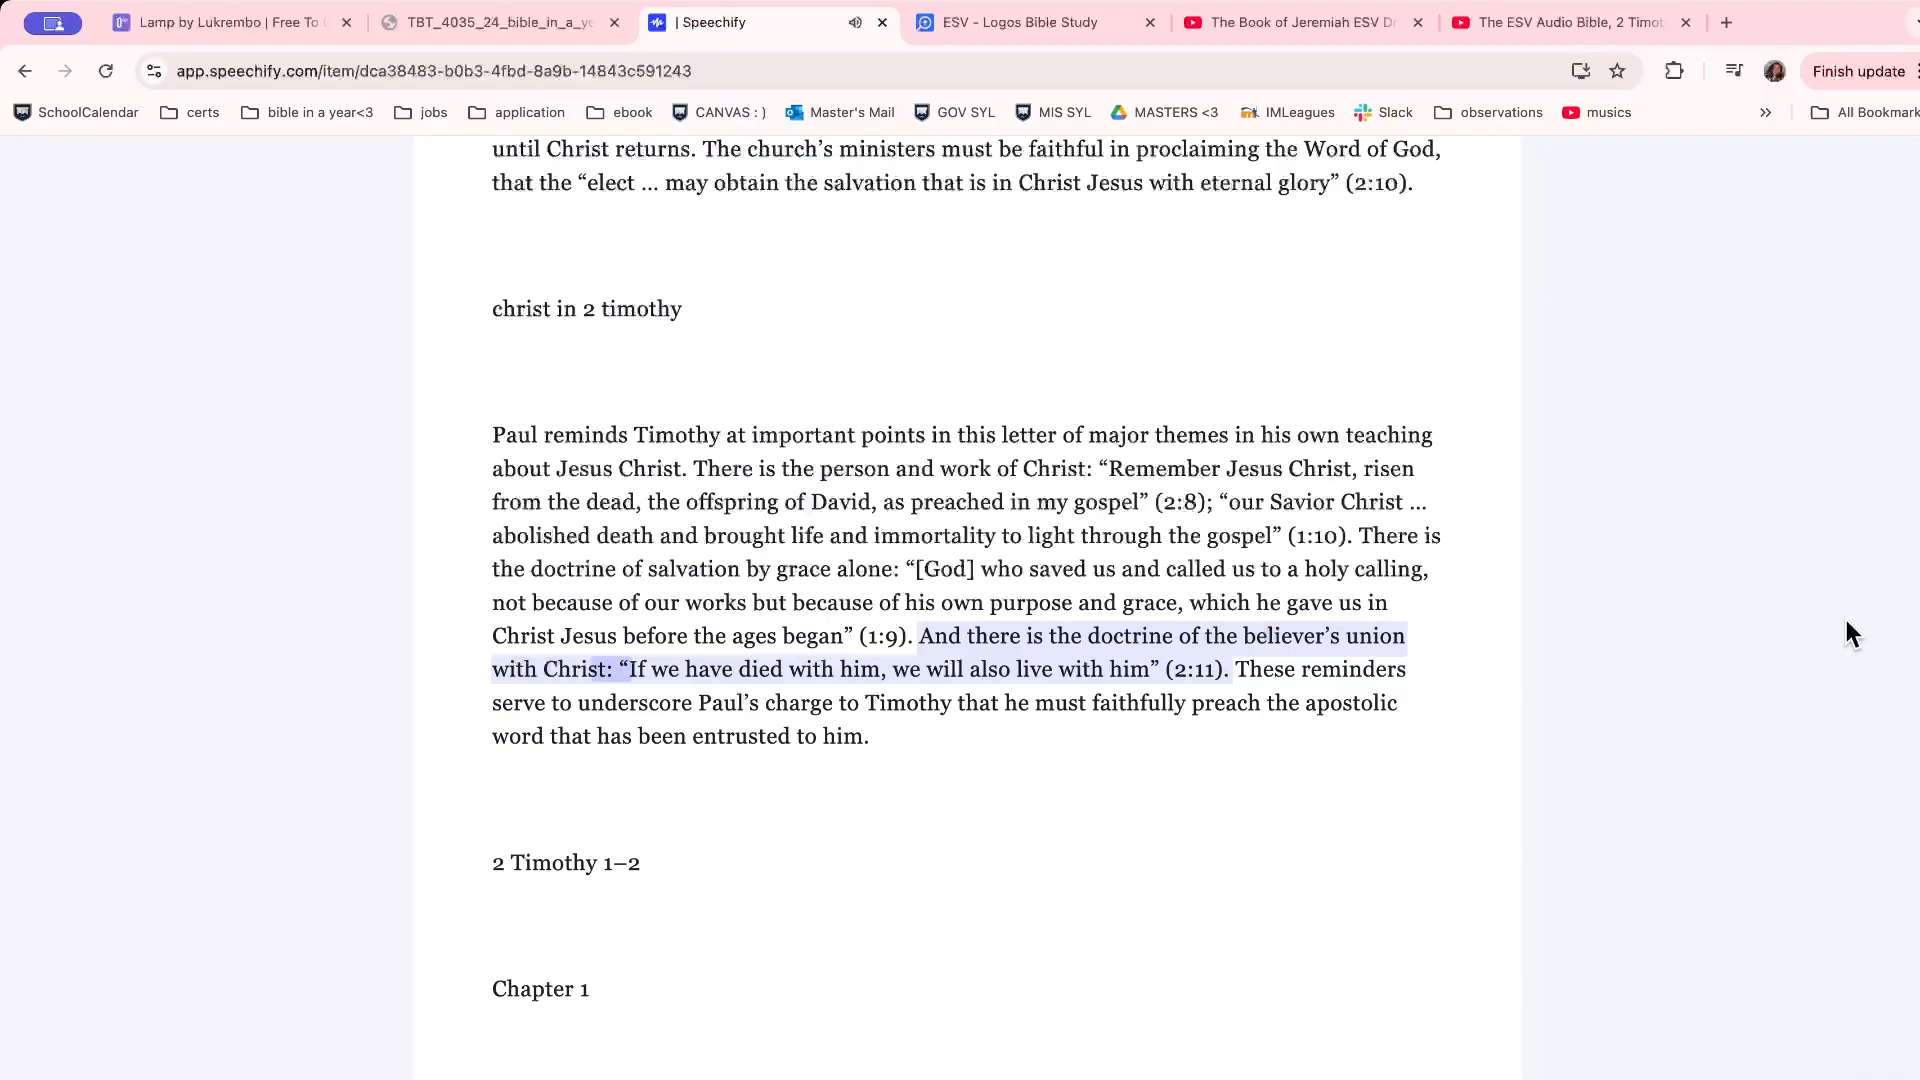 Lamp by Lukrembo | Free To
TBT_4035_24_bible_in_a_ye
| Speechify
ESV - Logos Bible Study
The Book of Jeremiah ESV Dr
The ESV Audio Bible, 2 Timot
app.speechify.com/item/dca38483-b0b3-4fbd-8a9b-14843c591243
Finish update
SchoolCalendar
certs
bible in a year<3
jobs
application
ebook
CANVAS : )
Master's Mail
GOV SYL
MIS SYL
MASTERS <3
IMLeagues
Slack
observations
musics
All Bookmark
until Christ returns. The church’s ministers must be faithful in proclaiming the Word of God,
that the “elect ... may obtain the salvation that is in Christ Jesus with eternal glory” (2:10).
christ in 2 timothy
Paul reminds Timothy at important points in this letter of major themes in his own teaching
about Jesus Christ. There is the person and work of Christ: “Remember Jesus Christ, risen
from the dead, the offspring of David, as preached in my gospel” (2:8); “our Savior Christ ...
abolished death and brought life and immortality to light through the gospel” (1:10). There is
the doctrine of salvation by grace alone: “[God] who saved us and called us to a holy calling,
not because of our works but because of his own purpose and grace, which he gave us in
Christ Jesus before the ages began” (1:9). And there is the doctrine of the believer’s union
with Christ: “If we have died with him, we will also live with him” (2:11). These reminders
serve to underscore Paul’s charge to Timothy that he must faithfully preach the apostolic
word that has been entrusted to him.
2 Timothy 1–2
Chapter 1